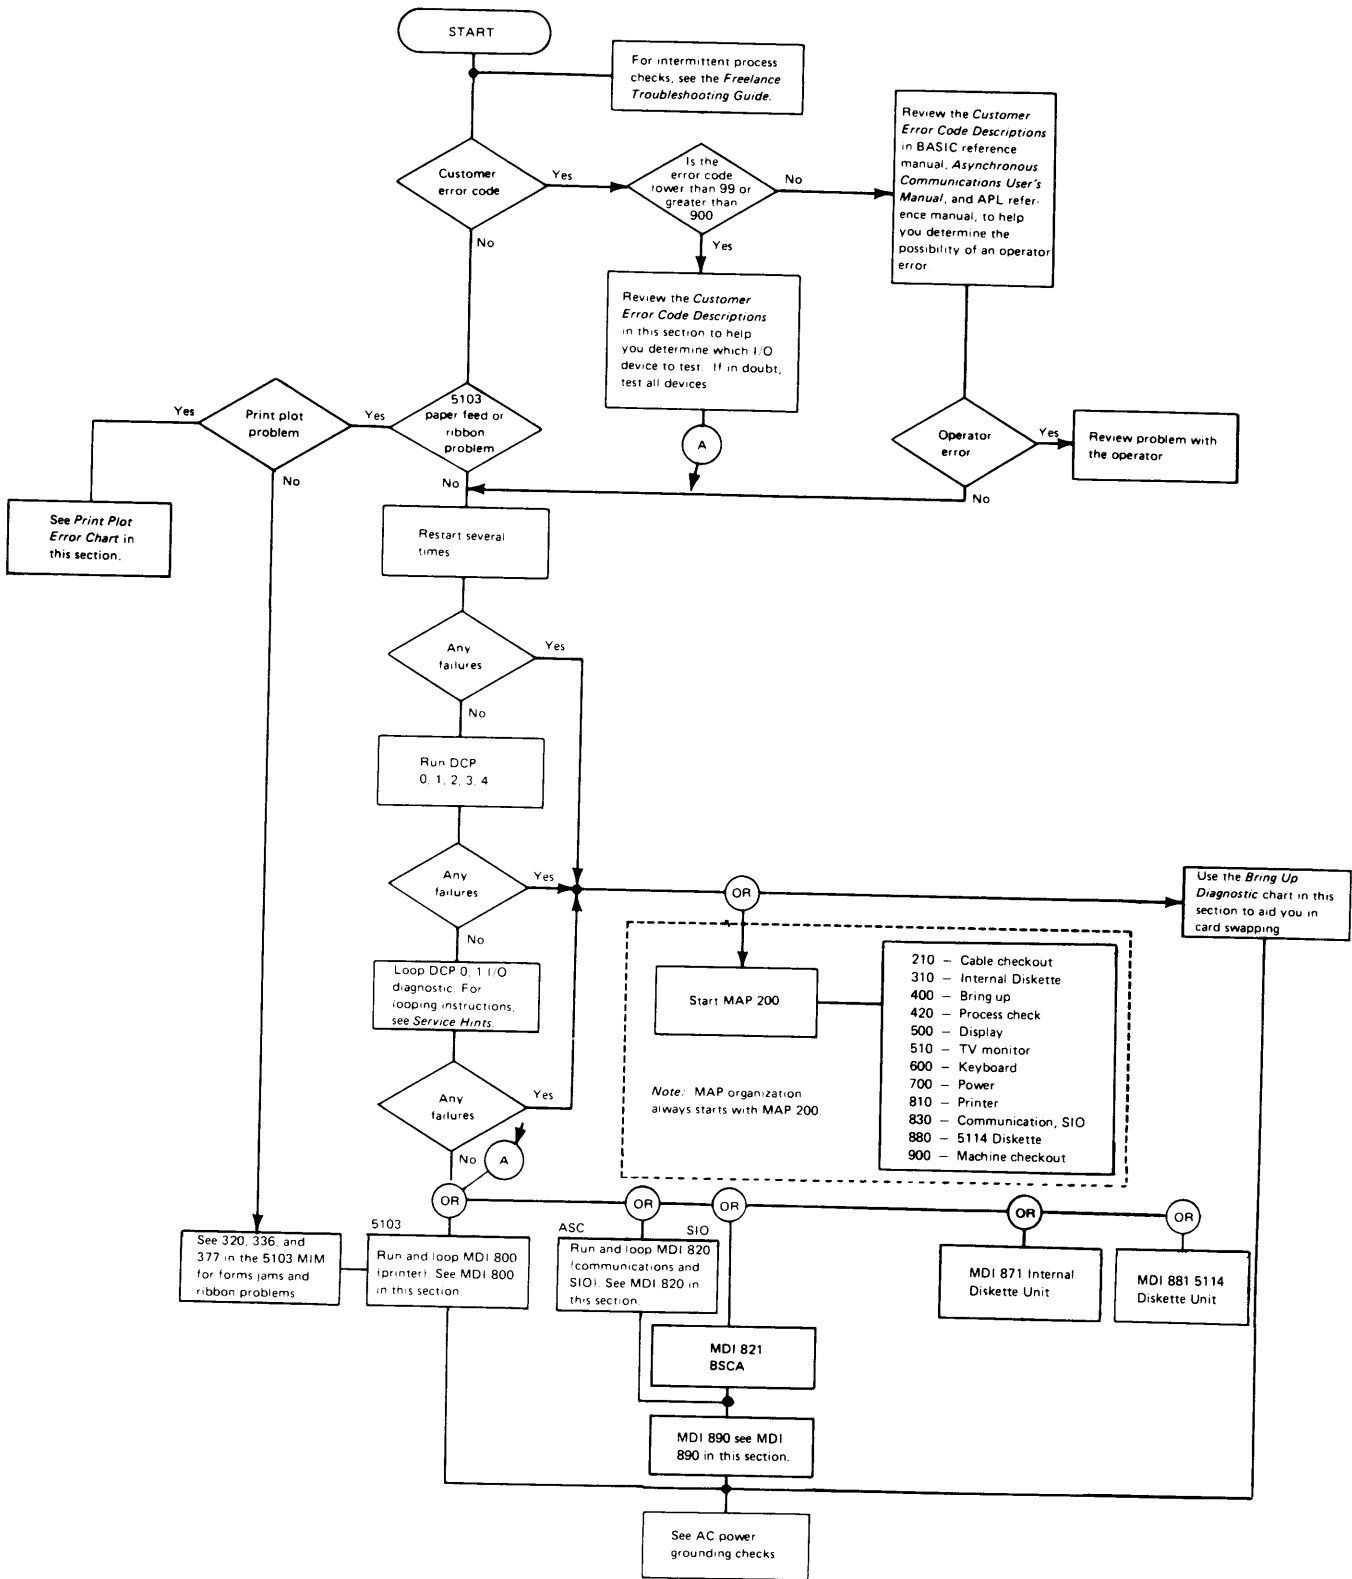 START
For intermittent process
checks, see the Freelance
Troubleshooting Guide.
Customer
error code
Yes
No
Is the
error code
lower than 99 or
greater than
900
No
Yes
Review the Customer
Error Code Descriptions
in BASIC reference
manual, Asynchronous
Communications User's
Manual, and APL refer-
ence manual, to help
you determine the
possibility of an operator
error
Review the Customer
Error Code Descriptions
in this section to help
you determine which I/O
device to test. If in doubt,
test all devices
A
Operator
error
Yes
No
Review problem with
the operator
5103
paper feed or
ribbon
problem
Yes
No
Print plot
problem
Yes
No
See Print Plot
Error Chart in
this section.
Restart several
times
Any
failures
Yes
No
Run DCP
0, 1, 2, 3, 4
Any
failures
Yes
No
Loop DCP 0, 1 I/O
diagnostic. For
looping instructions,
see Service Hints.
Any
failures
Yes
No
A
OR
Use the Bring Up
Diagnostic chart in this
section to aid you in
card swapping
Start MAP 200
Note: MAP organization
always starts with MAP 200
210 – Cable checkout
310 – Internal Diskette
400 – Bring up
420 – Process check
500 – Display
510 – TV monitor
600 – Keyboard
700 – Power
810 – Printer
830 – Communication, SIO
880 – 5114 Diskette
900 – Machine checkout
OR
OR
OR
OR
OR
See 320, 336, and
377 in the 5103 MIM
for forms jams and
ribbon problems
5103
Run and loop MDI 800
(printer). See MDI 800
in this section.
ASC
SIO
Run and loop MDI 820
(communications and
SIO). See MDI 820 in
this section.
MDI 871 Internal
Diskette Unit
MDI 881 5114
Diskette Unit
MDI 821
BSCA
MDI 890 see MDI
890 in this section.
See AC power
grounding checks